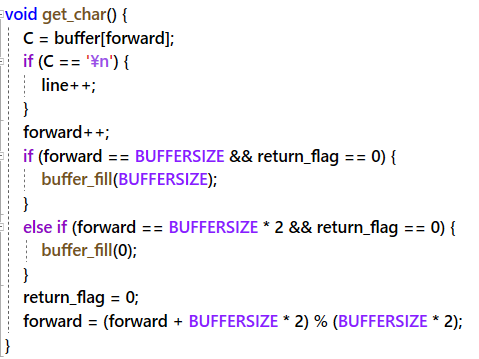 void get_char() {
C = buffer[forward];
if (C == '¥n') {
line++;
}
forward++;
if (forward == BUFFERSIZE && return_flag == 0) {
buffer_fill(BUFFERSIZE);
}
else if (forward == BUFFERSIZE * 2 && return_flag == 0) {
buffer_fill(0);
}
return_flag = 0;
forward = (forward + BUFFERSIZE * 2) % (BUFFERSIZE * 2);
}